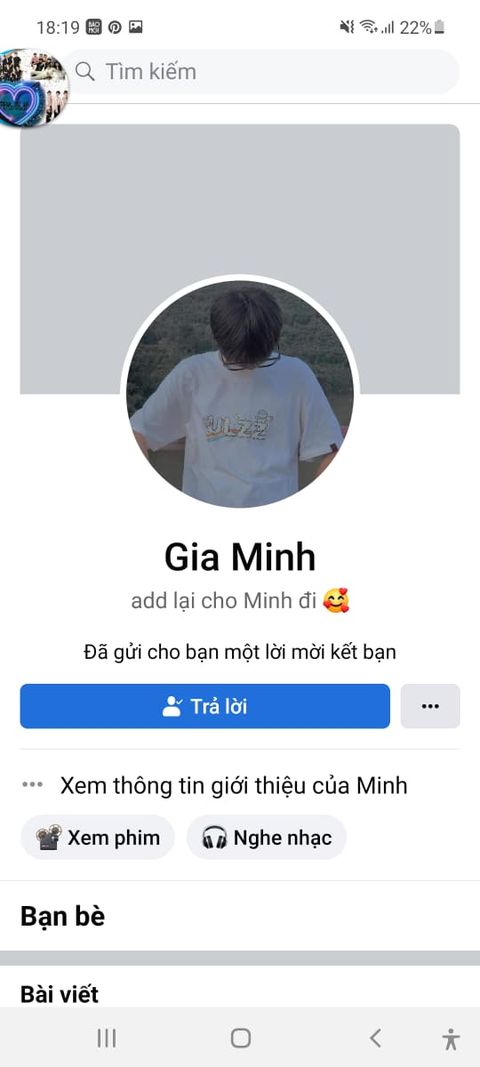 18:19 BÁO MỚI 22%
Tìm kiếm
Gia Minh
add lại cho Minh đi 🥰
Đã gửi cho bạn một lời mời kết bạn
Trả lời
Xem thông tin giới thiệu của Minh
Xem phim Nghe nhạc
Bạn bè
Bài viết